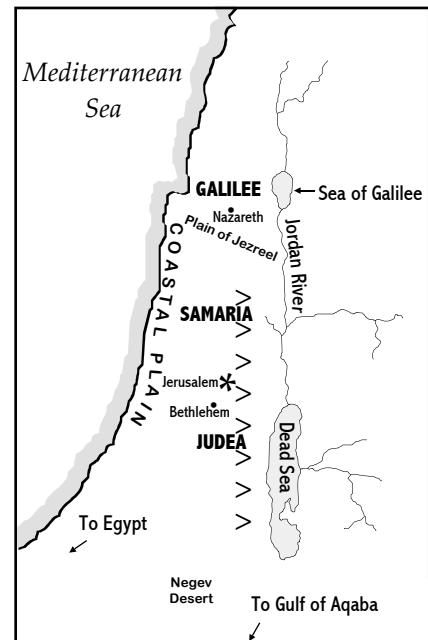 Mediterranean
Sea
GALILEE
Sea of Galilee
Nazareth
Plain of Jezreel
Jordan River
COASTAL PLAIN
SAMARIA
Jerusalem
Bethlehem
JUDEA
Dead Sea
To Egypt
Negev
Desert
To Gulf of Aqaba